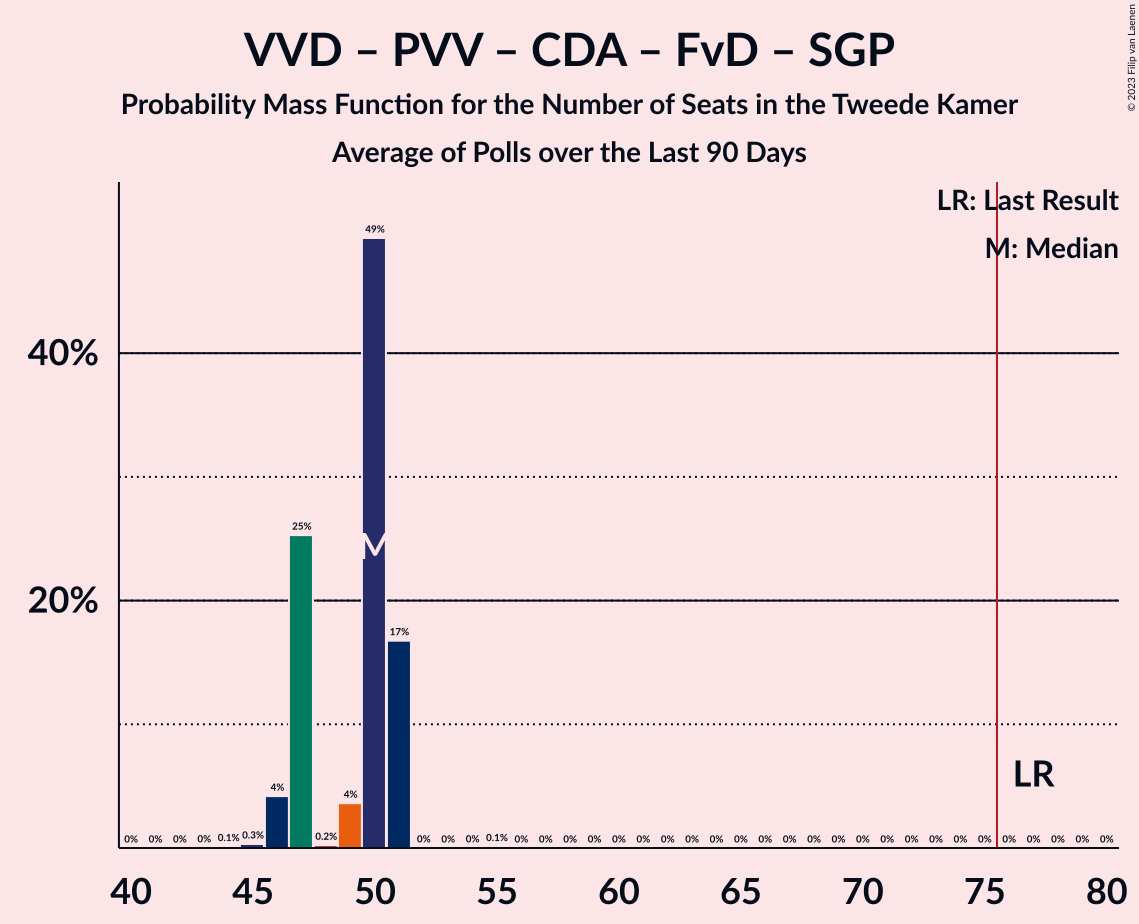 VVD – PVV – CDA – FvD – SGP
Probability Mass Function for the Number of Seats in the Tweede Kamer
Average of Polls over the Last 90 Days
© 2023 Filip van Laenen
LR: Last Result
M: Median
49%
40%
25%
M
20%
17%
LR
4%
4%
0% 0% 0% 0% 0.1% 0.3% 0.2% 0% 0% 0% 0.1% 0% 0% 0% 0% 0% 0% 0% 0% 0% 0% 0% 0% 0% 0% 0% 0% 0% 0% 0% 0% 0% 0% 0% 0% 0%
40 45 50 55 60 65 70 75 80